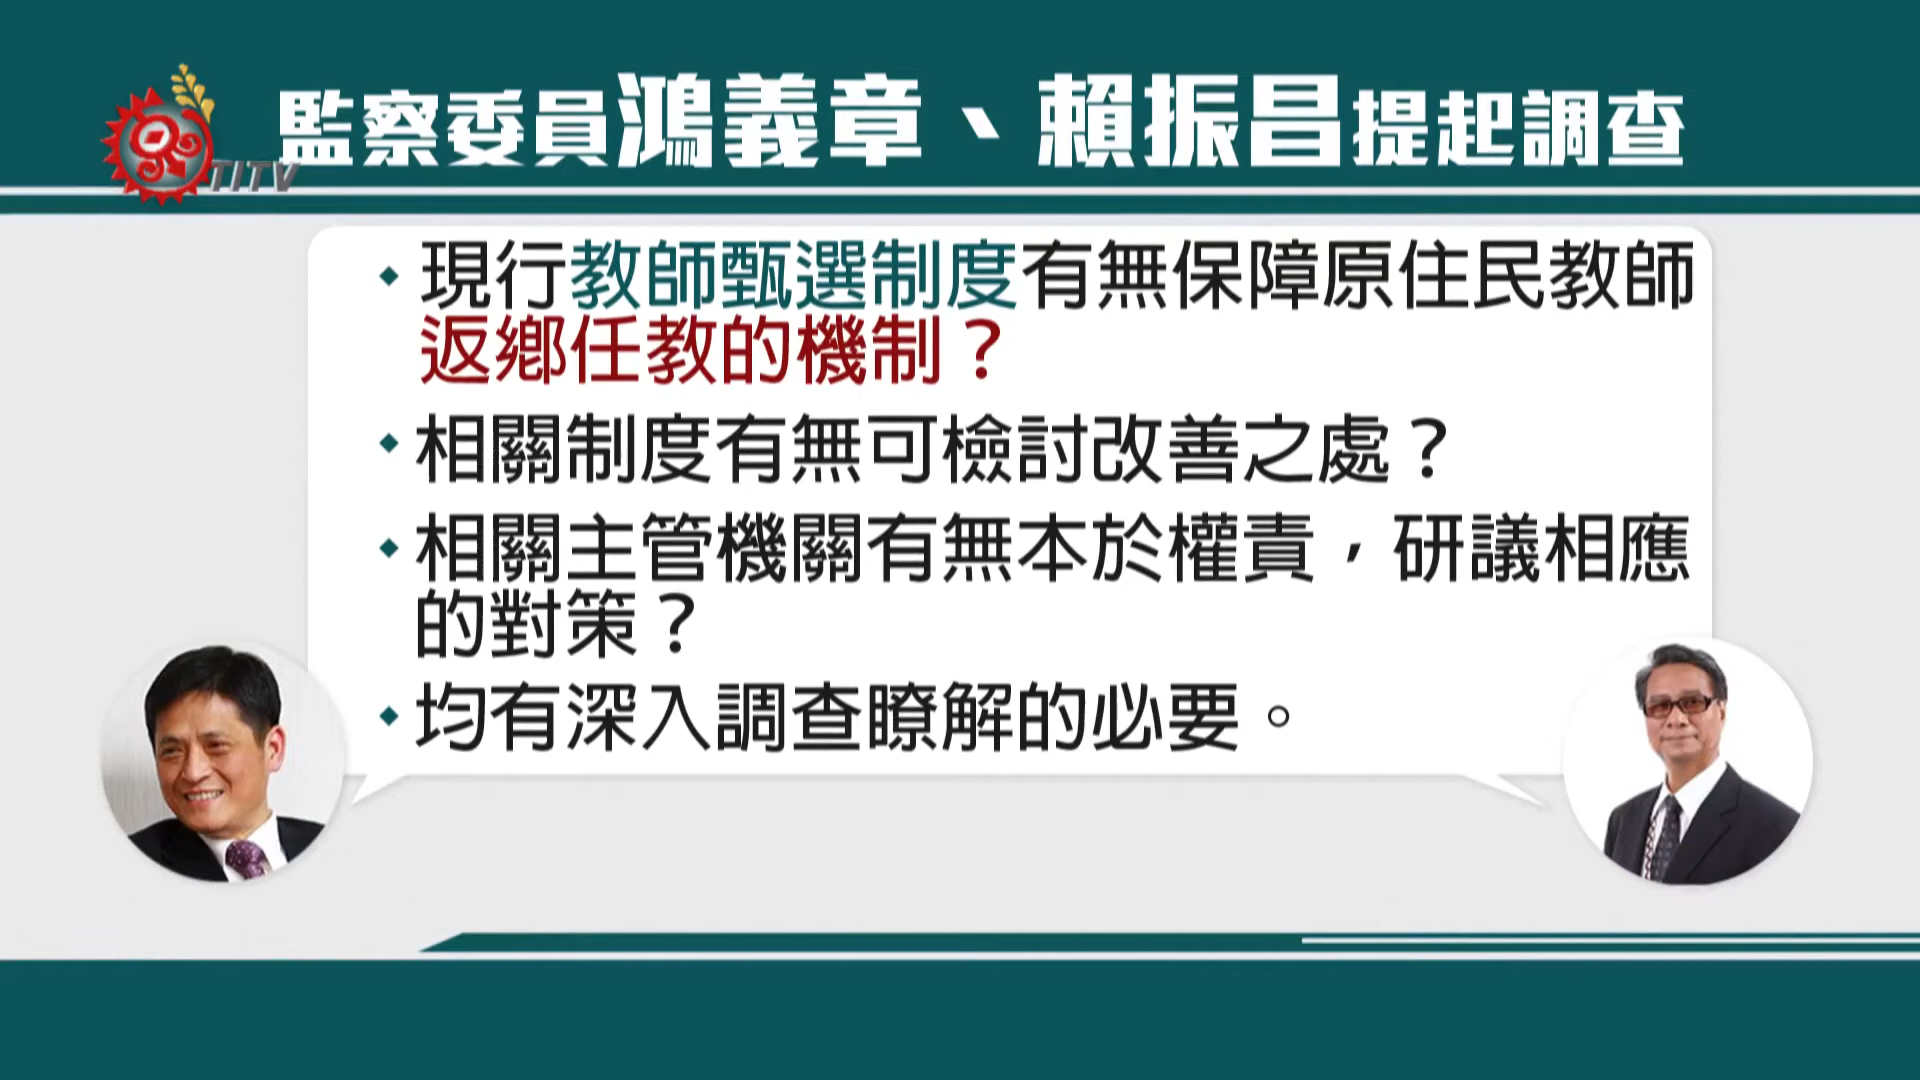 監察委員鴻義章、賴振昌提起調查
TITV
現行教師甄選制度有無保障原住民教師
返鄉任教的機制？
相關制度有無可檢討改善之處？
相關主管機關有無本於權責，研議相應
的對策？
均有深入調查瞭解的必要。